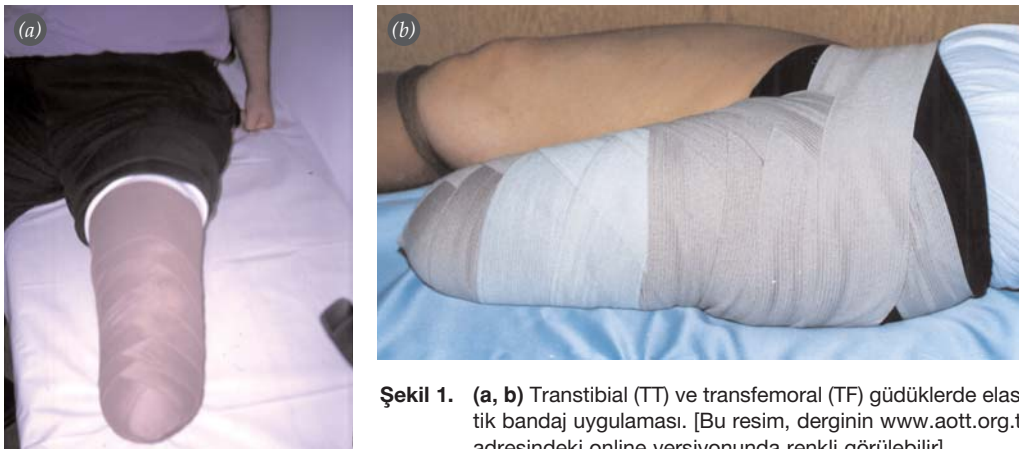 (a)
(b)
Şekil 1. (a, b) Transtibial (TT) ve transfemoral (TF) güdüklerde elas-
tik bandaj uygulaması. [Bu resim, derginin www.aott.org.t
adresindeki online versiyonunda renkli görülebilir]